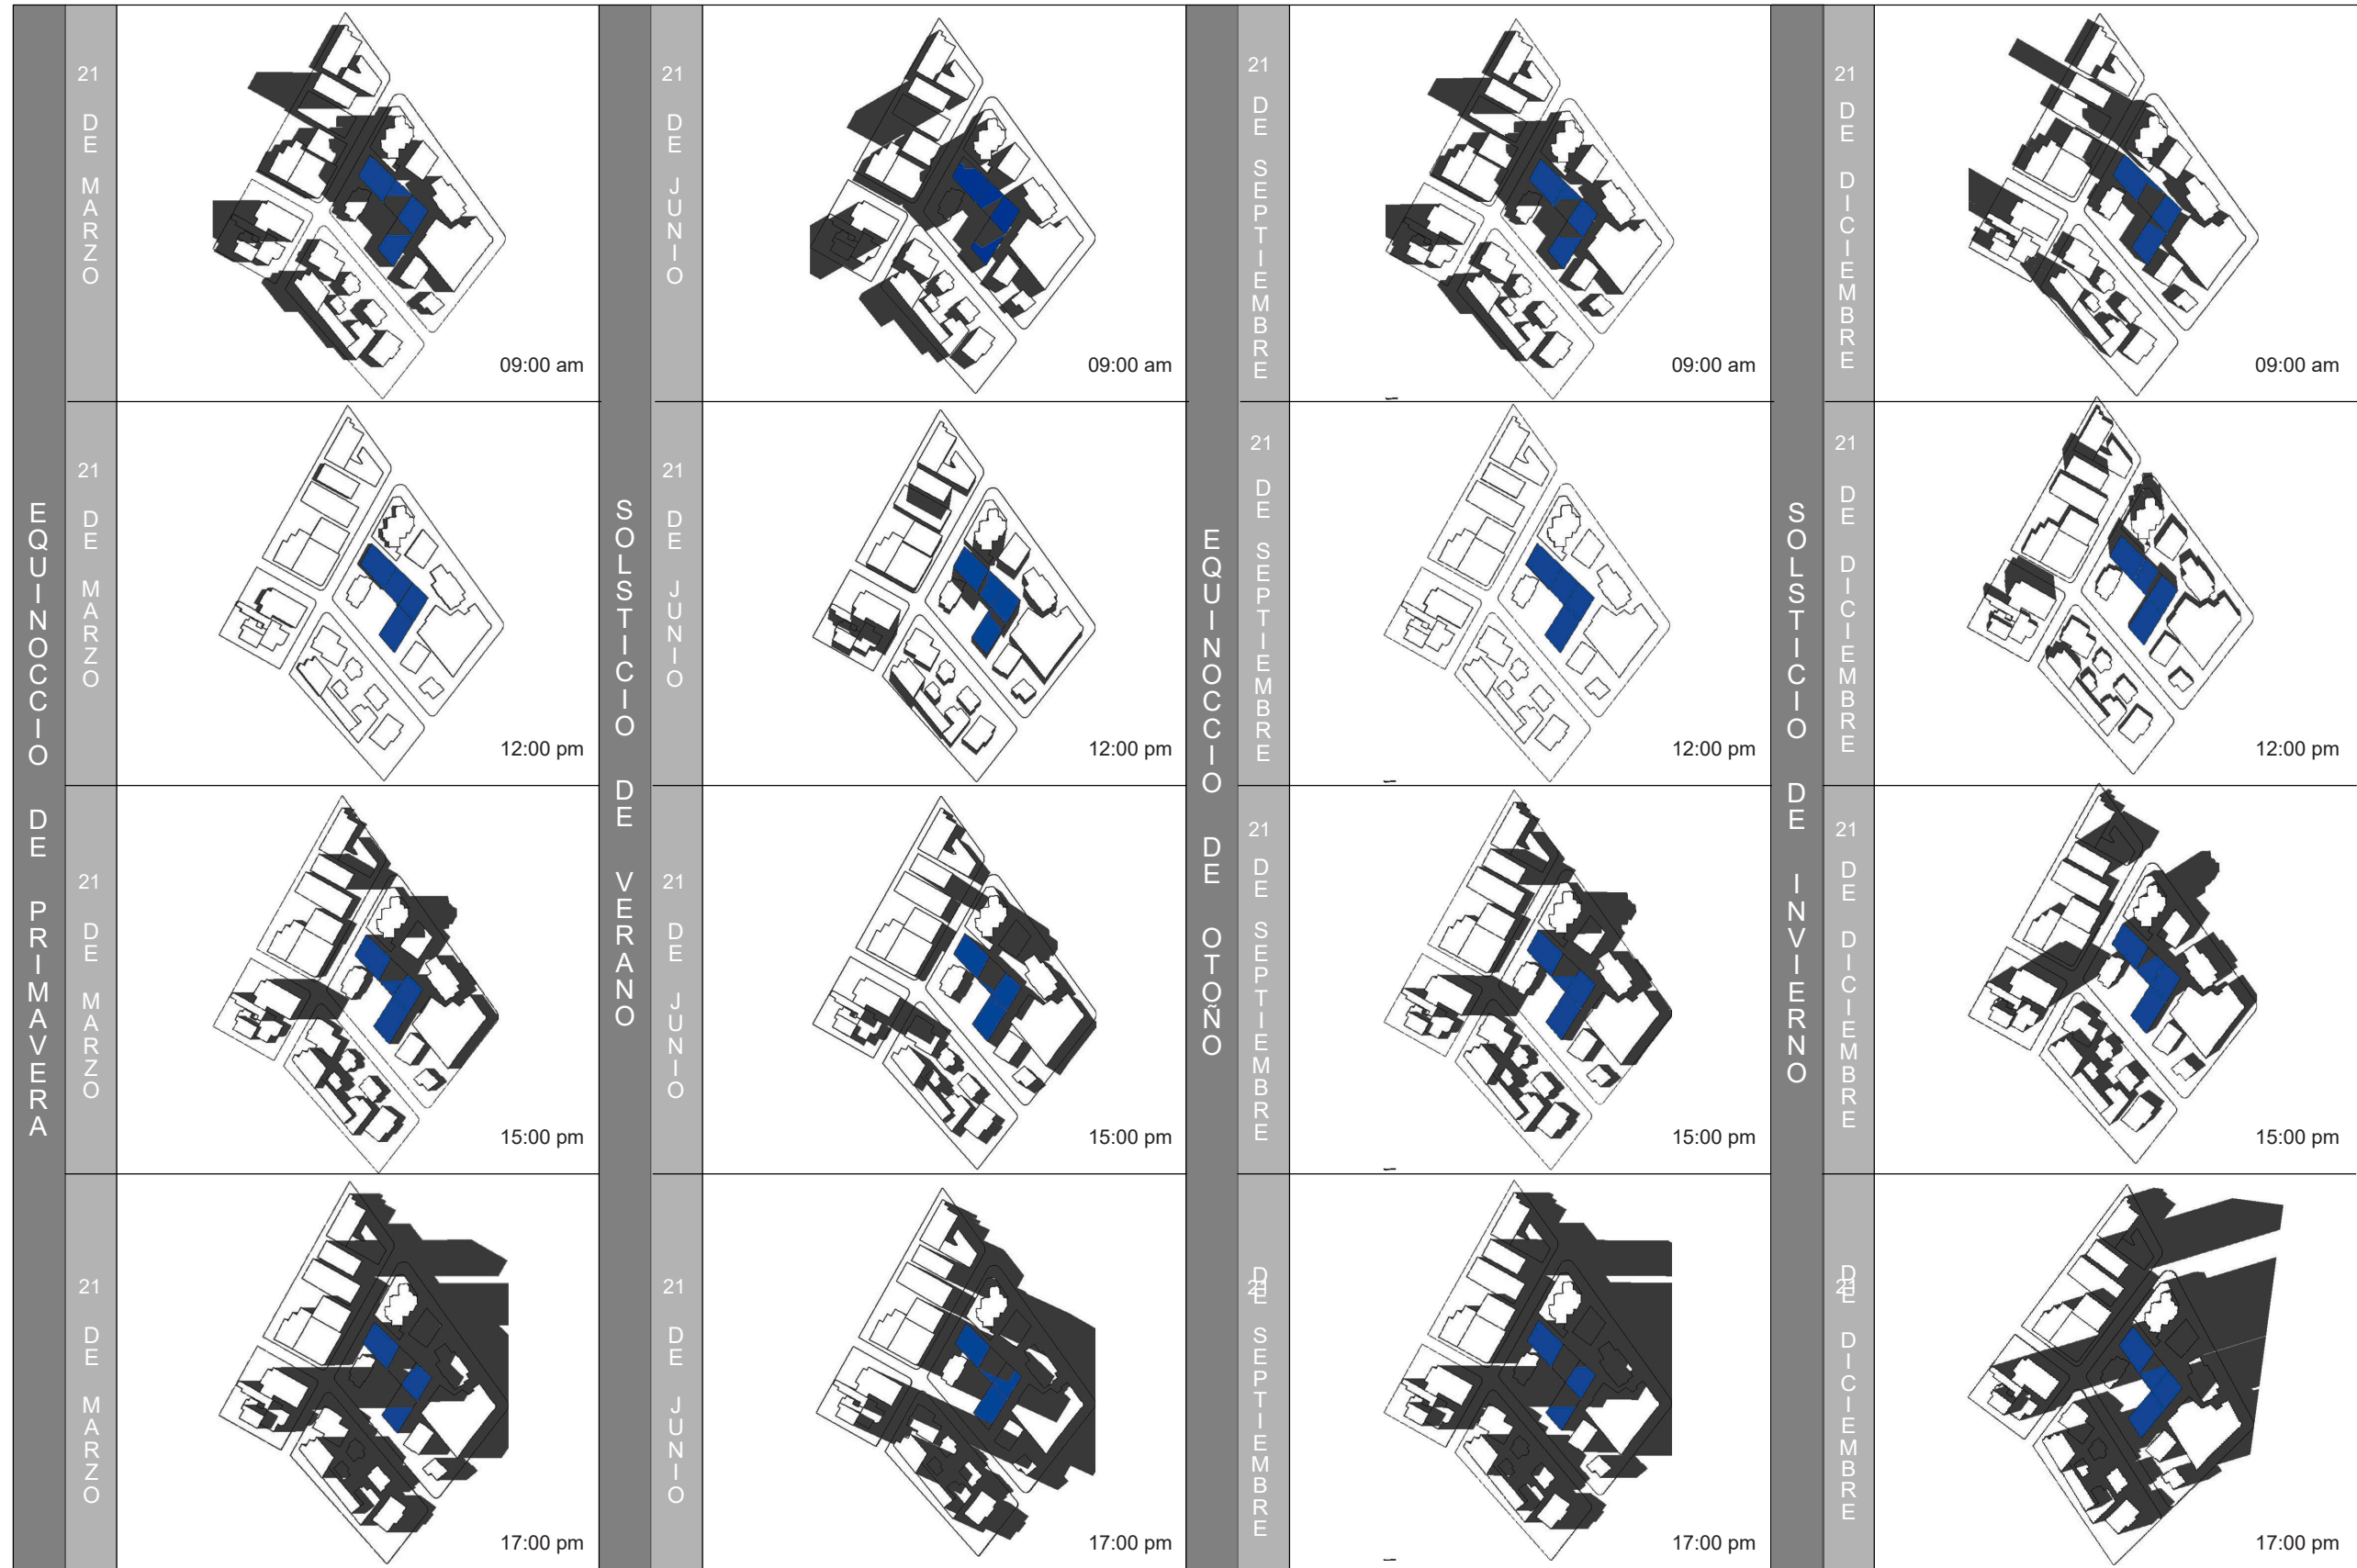 EQUINOCCIO DE PRIMAVERA
21 DE MARZO
09:00 am
21 DE MARZO
12:00 pm
21 DE MARZO
15:00 pm
21 DE MARZO
17:00 pm
SOLSTICIO DE VERANO
21 DE JUNIO
09:00 am
21 DE JUNIO
12:00 pm
21 DE JUNIO
15:00 pm
21 DE JUNIO
17:00 pm
EQUINOCCIO DE OTOÑO
21 DE SEPTIEMBRE
09:00 am
21 DE SEPTIEMBRE
12:00 pm
21 DE SEPTIEMBRE
15:00 pm
21 DE SEPTIEMBRE
17:00 pm
SOLSTICIO DE INVIERNO
21 DE DICIEMBRE
09:00 am
21 DE DICIEMBRE
12:00 pm
21 DE DICIEMBRE
15:00 pm
21 DE DICIEMBRE
17:00 pm